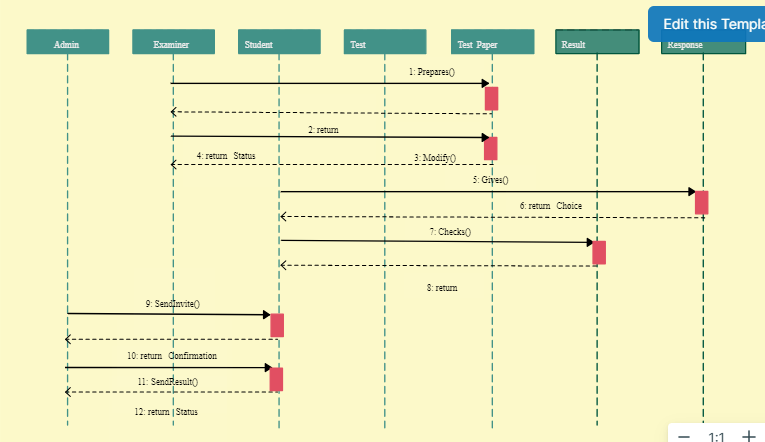 Edit this Templa
Admin
Examiner
Student
Test
Test Paper
Result
Response
1: Prepares()
2: return
4: return Status
3: Modify()
5: Gives()
6: return Choice
7: Checks()
8: return
9: SendInvite()
10: return Confirmation
11: SendResult()
12: return Status
1:1